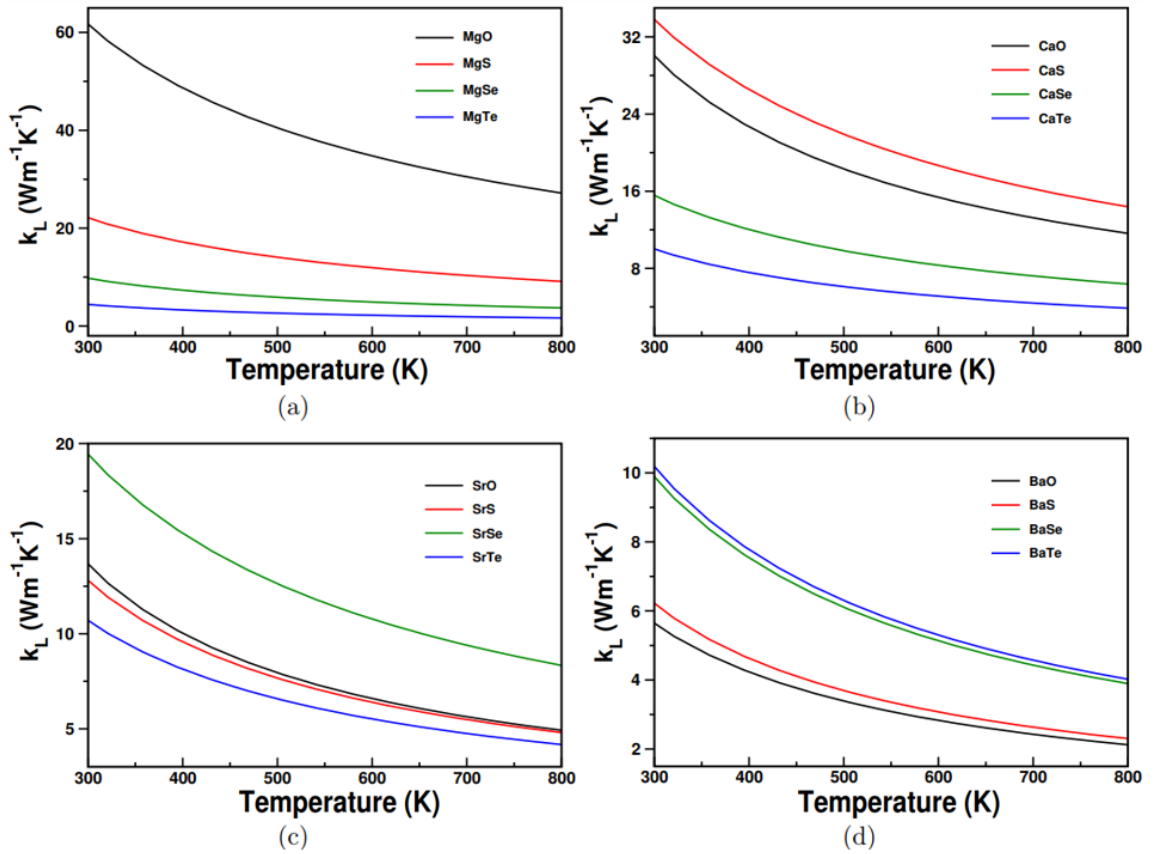 60
40
20
0
k_L (Wm⁻¹K⁻¹)
MgO
MgS
MgSe
MgTe
300 400 500 600 700 800
Temperature (K)
(a)
32
24
16
8
k_L (Wm⁻¹K⁻¹)
CaO
CaS
CaSe
CaTe
300 400 500 600 700 800
Temperature (K)
(b)
20
15
10
5
k_L (Wm⁻¹K⁻¹)
SrO
SrS
SrSe
SrTe
300 400 500 600 700 800
Temperature (K)
(c)
10
8
6
4
2
k_L (Wm⁻¹K⁻¹)
BaO
BaS
BaSe
BaTe
300 400 500 600 700 800
Temperature (K)
(d)